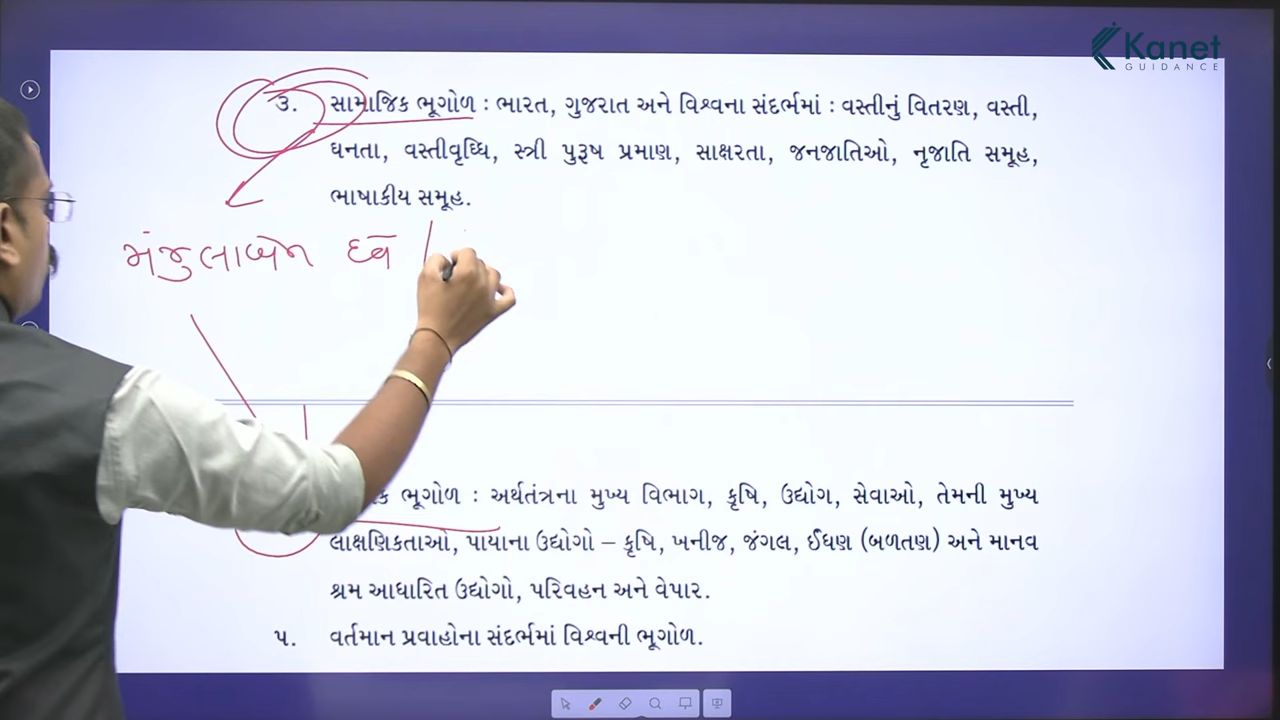 Kanet
GUIDANCE
૩. સામાજિક ભૂગોળ : ભારત, ગુજરાત અને વિશ્વના સંદર્ભમાં : વસ્તીનું વિતરણ, વસ્તી,
ઘનતા, વસ્તીવૃધ્ધિ, સ્ત્રી પુરૂષ પ્રમાણ, સાક્ષરતા, જનજાતિઓ, નૃજાતિ સમૂહ,
ભાષાકીય સમૂહ.
મંજુલાબેન દવે
ભૂગોળ : અર્થતંત્રના મુખ્ય વિભાગ, કૃષિ, ઉદ્યોગ, સેવાઓ, તેમની મુખ્ય
લાક્ષણિકતાઓ, પાયાના ઉદ્યોગો – કૃષિ, ખનીજ, જંગલ, ઈંધણ (બળતણ) અને માનવ
શ્રમ આધારિત ઉદ્યોગો, પરિવહન અને વેપાર.
૫. વર્તમાન પ્રવાહોના સંદર્ભમાં વિશ્વની ભૂગોળ.